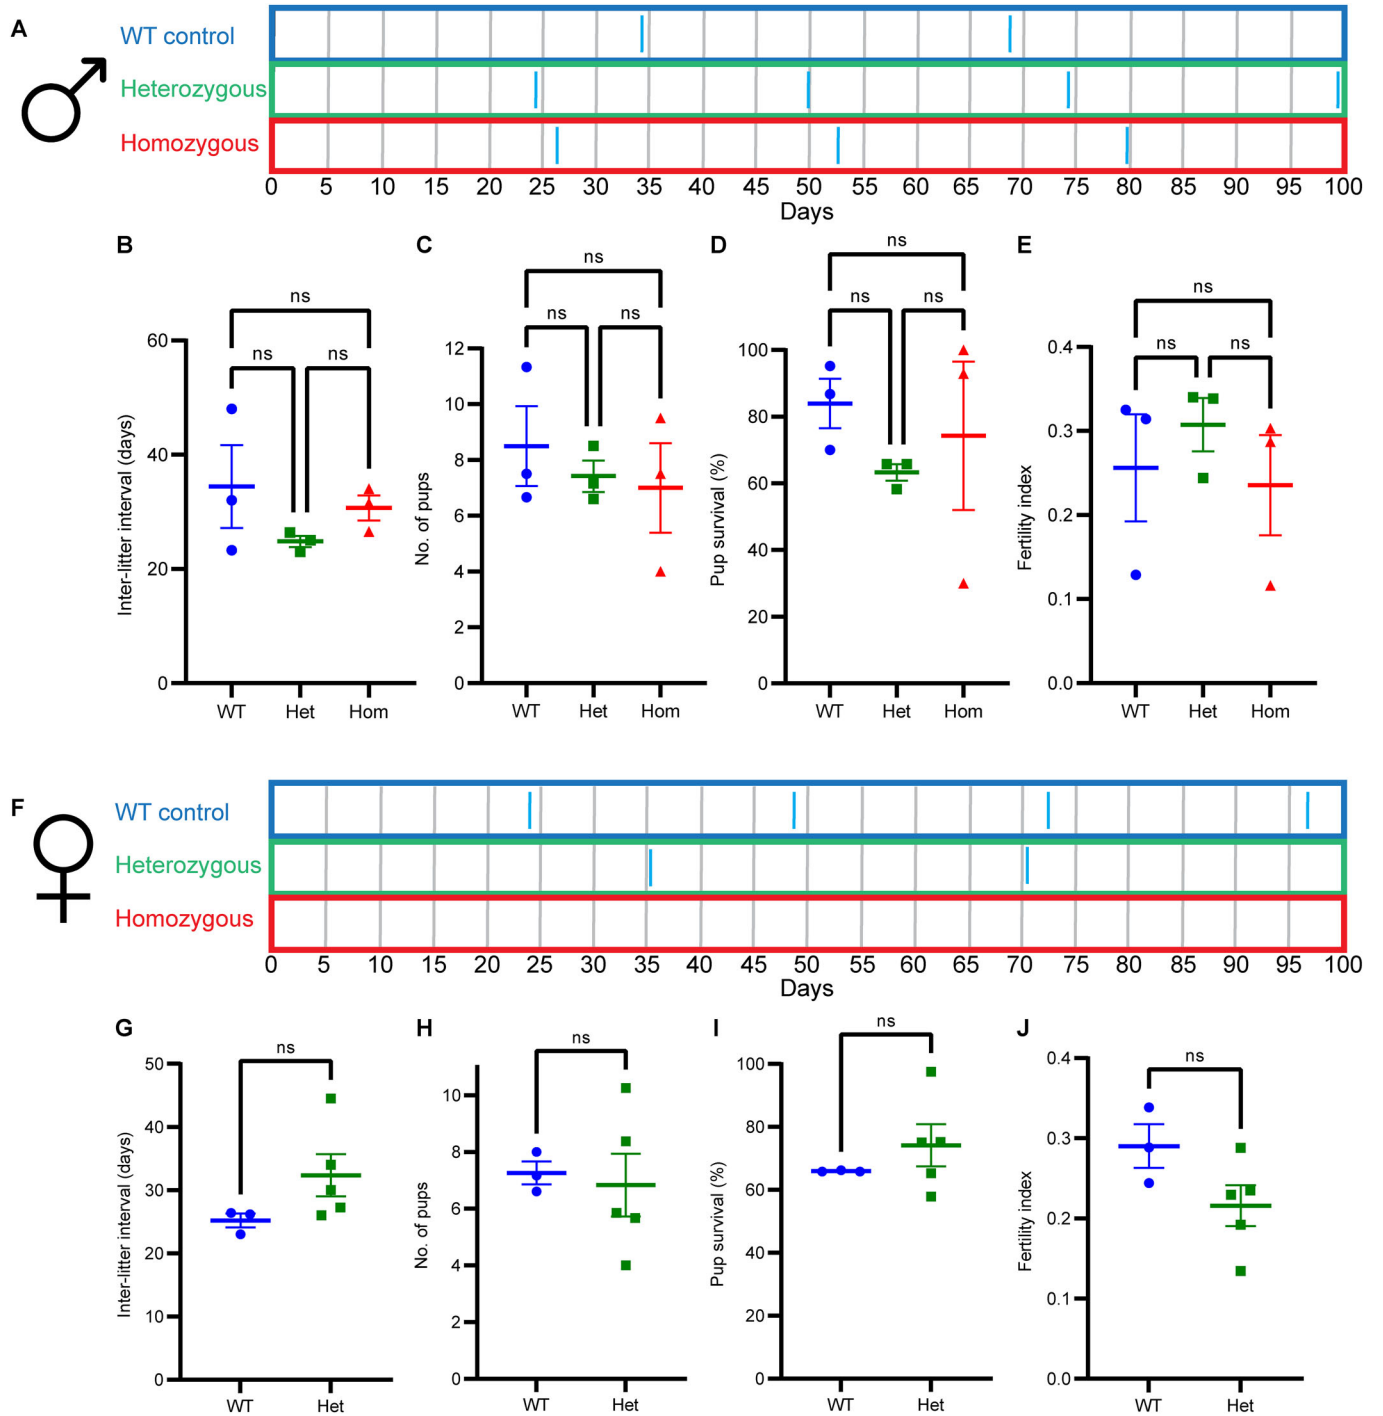 A
WT control
Heterozygous
Homozygous
0 5 10 15 20 25 30 35 40 45 50 55 60 65 70 75 80 85 90 95 100
Days
B
ns
ns ns
60
40
20
0
Inter-litter interval (days)
WT Het Hom
C
ns
ns ns
12
10
8
6
4
2
0
No. of pups
WT Het Hom
D
ns
ns ns
100
80
60
40
20
0
Pup survival (%)
WT Het Hom
E
ns
ns ns
0.4
0.3
0.2
0.1
0.0
Fertility index
WT Het Hom
F
WT control
Heterozygous
Homozygous
0 5 10 15 20 25 30 35 40 45 50 55 60 65 70 75 80 85 90 95 100
Days
G
ns
50
40
30
20
10
0
Inter-litter interval (days)
WT Het
H
ns
10
8
6
4
2
0
No. of pups
WT Het
I
ns
100
80
60
40
20
0
Pup survival (%)
WT Het
J
ns
0.4
0.3
0.2
0.1
0.0
Fertility index
WT Het